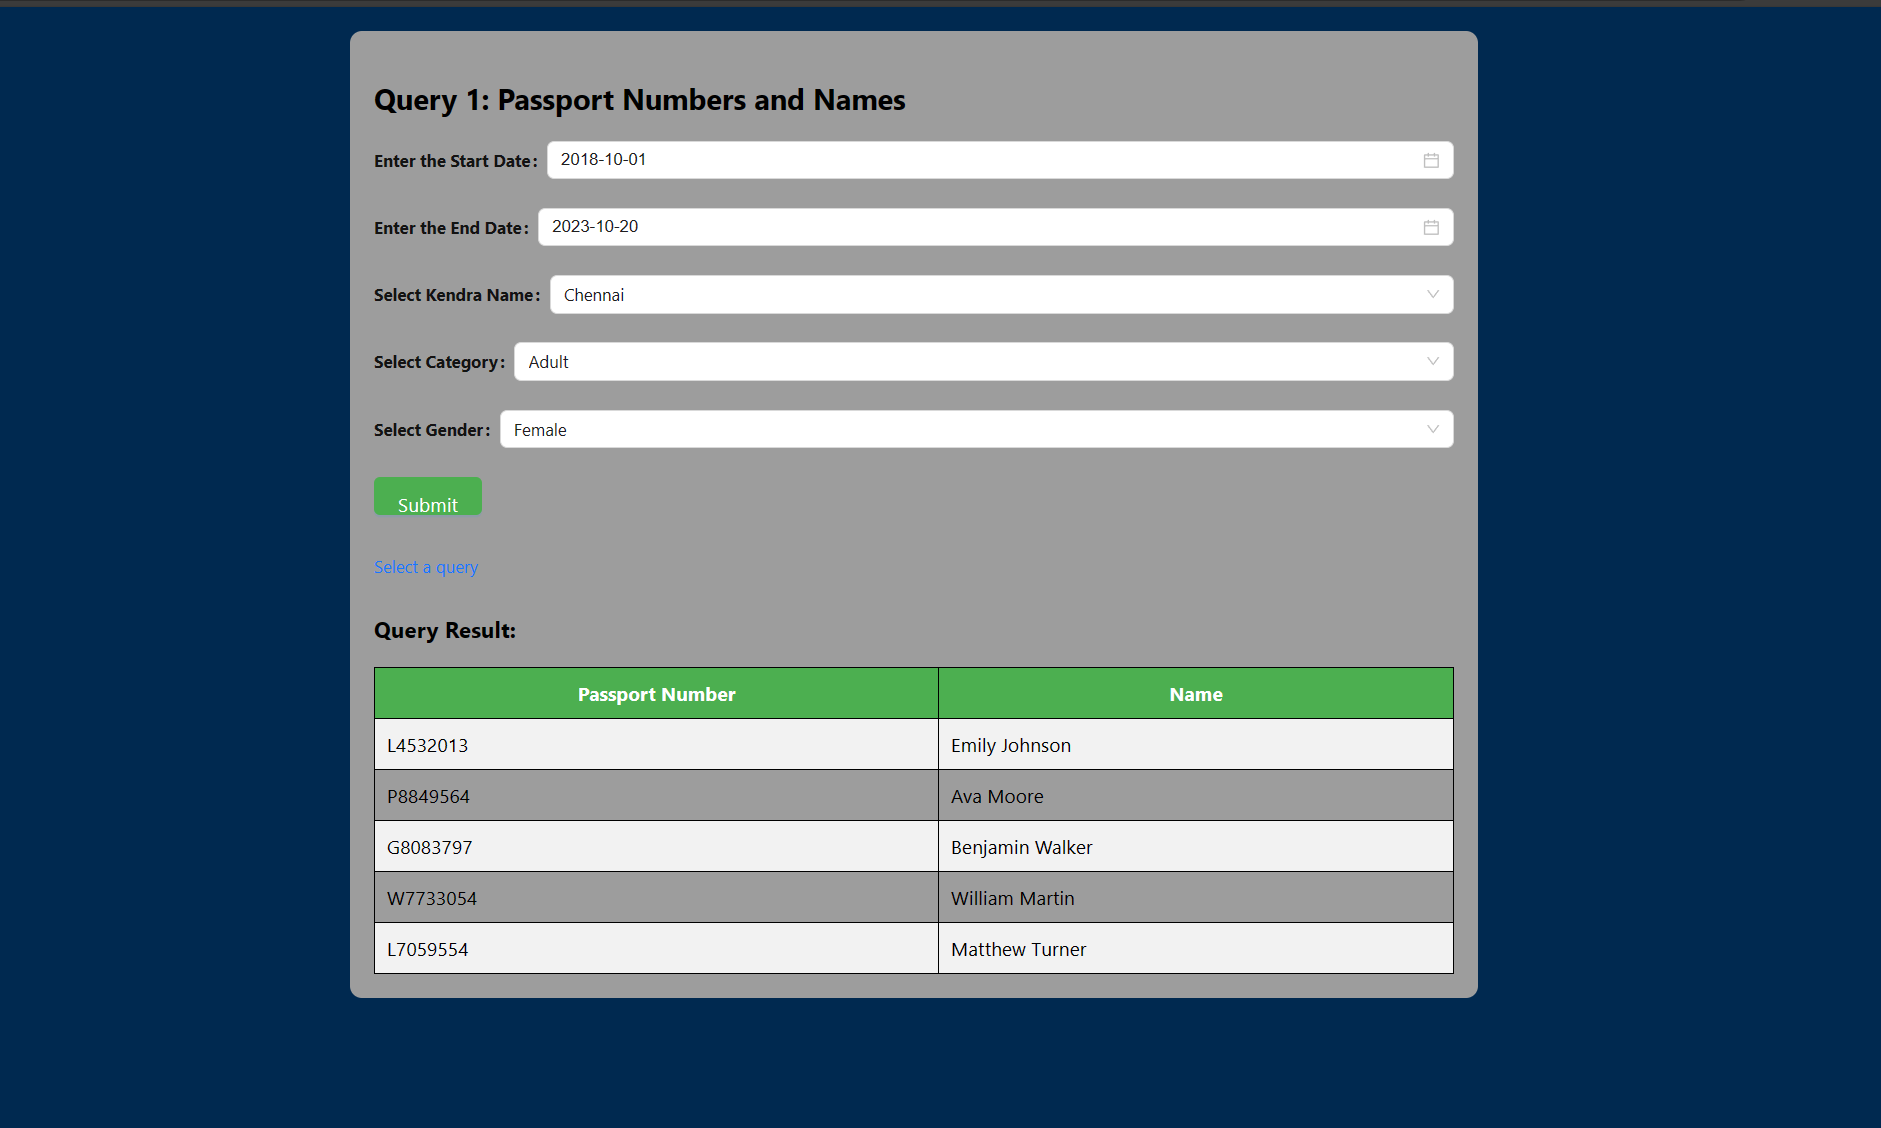 Query 1: Passport Numbers and Names
Enter the Start Date: 2018-10-01
Enter the End Date: 2023-10-20
Select Kendra Name: Chennai
Select Category: Adult
Select Gender: Female
Submit
Select a query
Query Result:
Passport Number Name
L4532013 Emily Johnson
P8849564 Ava Moore
G8083797 Benjamin Walker
W7733054 William Martin
L7059554 Matthew Turner